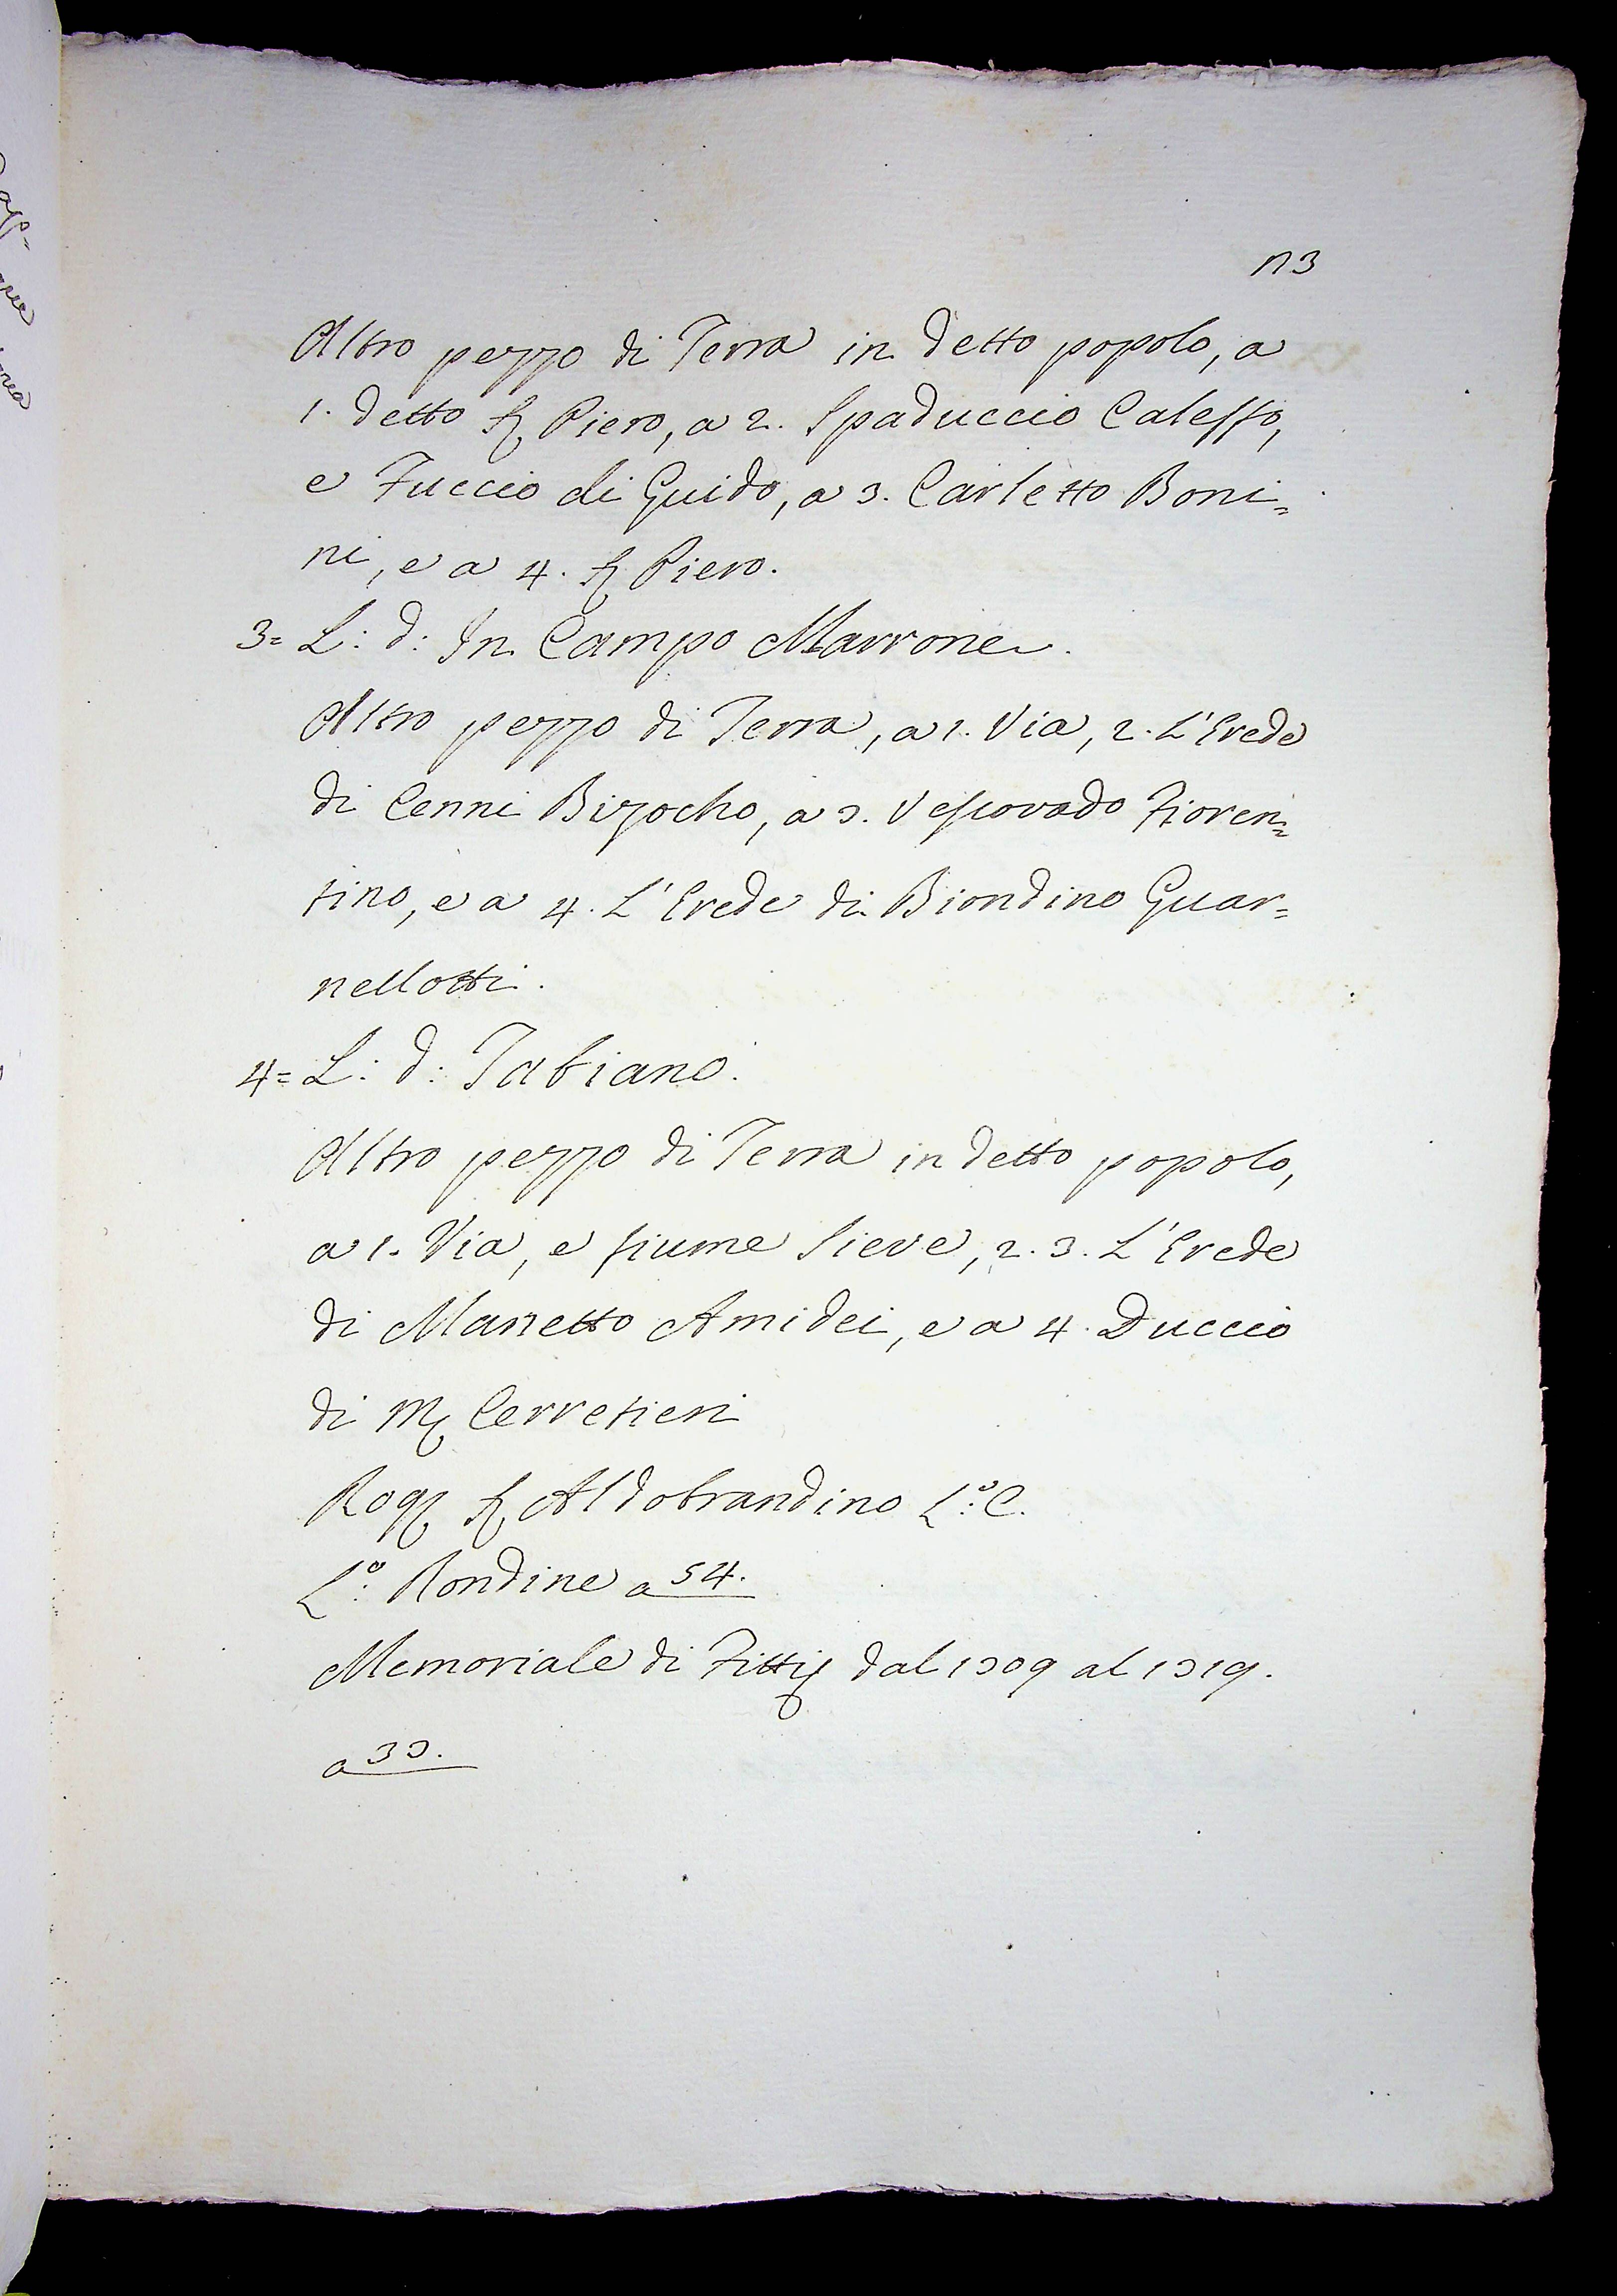 173
Altro pezzo di Terra in detto popolo, a
1. detto S. Piero, a 2. Spaduccio Calesso,
e Fuccio di Guido, a 3. Carletto Boni=
ni, e a 4. S. Piero.
3= L: d: In Campo Marrone.
Altro pezzo di Terra, a 1. Via, 2. L'Erede
di Cenni Bizocho, a 3. Vescovado Fioren=
tino, e a 4. L'Erede di Biondino Guar=
nellotti.
4= L: d: Tabiano.
Altro pezzo di Terra in detto popolo,
a 1. Via, e fiume Sieve, 2. 3. L'Erede
di Manetto Amidei, e a 4. Duccio
di M. Cerretieri
Rog. S. Aldobrandino L.º C.
L.º Rondine a 54.
Memoriale di Fitti dal 1309 al 1319.
a 33.